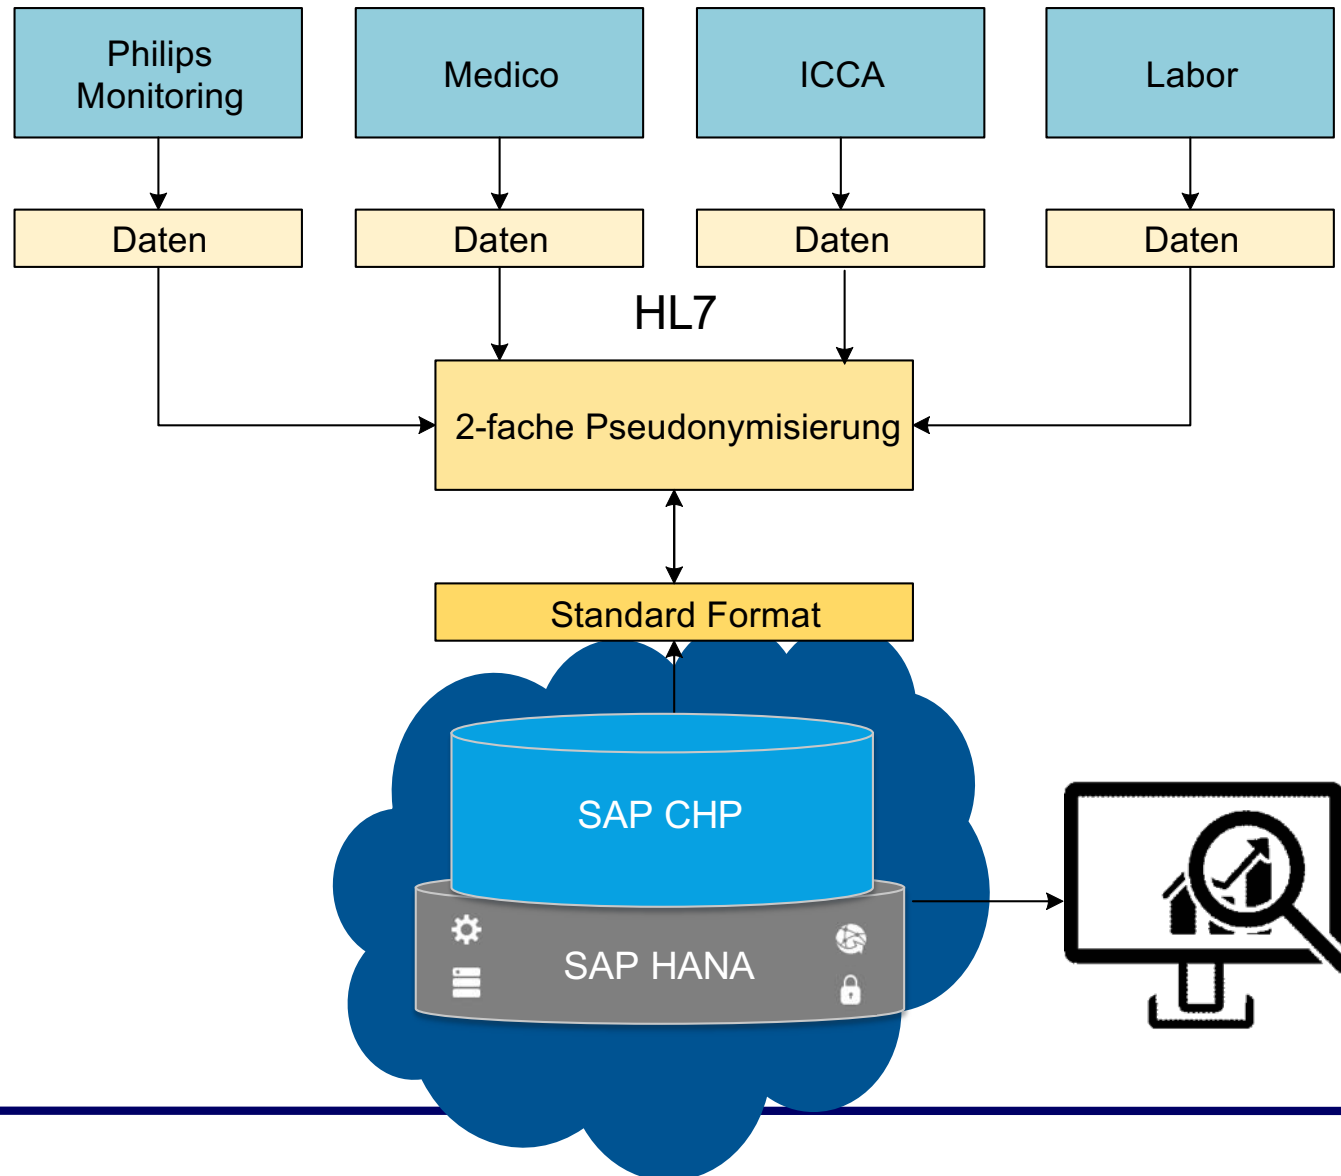 Philips
Monitoring
Medico
ICCA
Labor
Daten
Daten
Daten
Daten
HL7
2-fache Pseudonymisierung
Standard Format
SAP CHP
SAP HANA